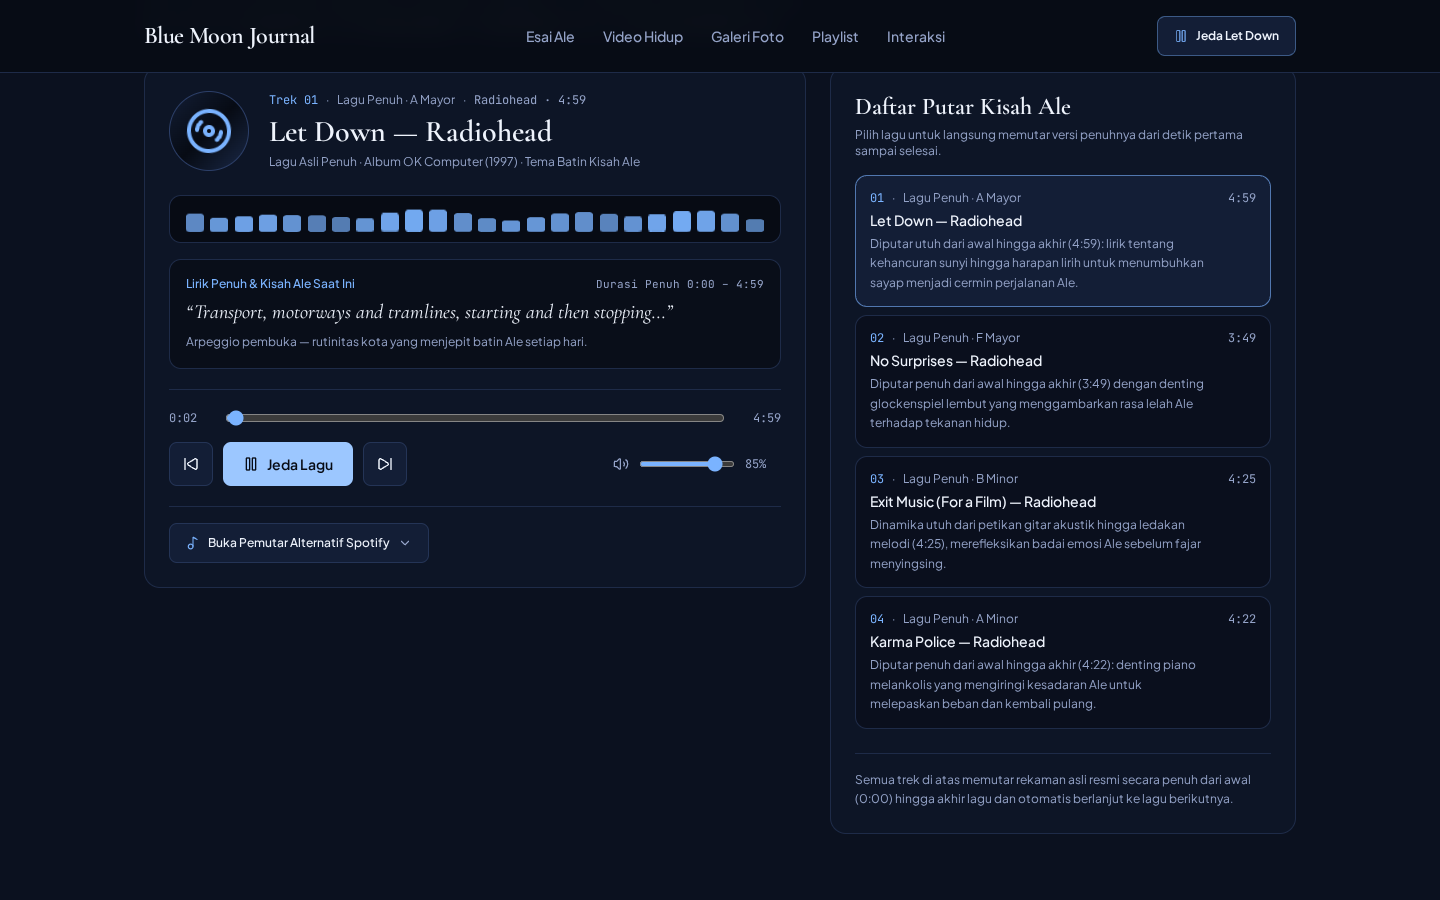 Blue Moon Journal
Esai Ale
Video Hidup
Galeri Foto
Playlist
Interaksi
Jeda Let Down
Trek 01 · Lagu Penuh · A Mayor · Radiohead · 4:59
Let Down — Radiohead
Lagu Asli Penuh · Album OK Computer (1997) · Tema Batin Kisah Ale
Lirik Penuh & Kisah Ale Saat Ini
Durasi Penuh 0:00 – 4:59
“Transport, motorways and tramlines, starting and then stopping...”
Arpeggio pembuka — rutinitas kota yang menjepit batin Ale setiap hari.
0:02
4:59
Jeda Lagu
85%
Buka Pemutar Alternatif Spotify
Daftar Putar Kisah Ale
Pilih lagu untuk langsung memutar versi penuhnya dari detik pertama
sampai selesai.
01 · Lagu Penuh · A Mayor 4:59
Let Down — Radiohead
Diputar utuh dari awal hingga akhir (4:59): lirik tentang
kehancuran sunyi hingga harapan lirih untuk menumbuhkan
sayap menjadi cermin perjalanan Ale.
02 · Lagu Penuh · F Mayor 3:49
No Surprises — Radiohead
Diputar penuh dari awal hingga akhir (3:49) dengan denting
glockenspiel lembut yang menggambarkan rasa lelah Ale
terhadap tekanan hidup.
03 · Lagu Penuh · B Minor 4:25
Exit Music (For a Film) — Radiohead
Dinamika utuh dari petikan gitar akustik hingga ledakan
melodi (4:25), merefleksikan badai emosi Ale sebelum fajar
menyingsing.
04 · Lagu Penuh · A Minor 4:22
Karma Police — Radiohead
Diputar penuh dari awal hingga akhir (4:22): denting piano
melankolis yang mengiringi kesadaran Ale untuk
melepaskan beban dan kembali pulang.
Semua trek di atas memutar rekaman asli resmi secara penuh dari awal
(0:00) hingga akhir lagu dan otomatis berlanjut ke lagu berikutnya.